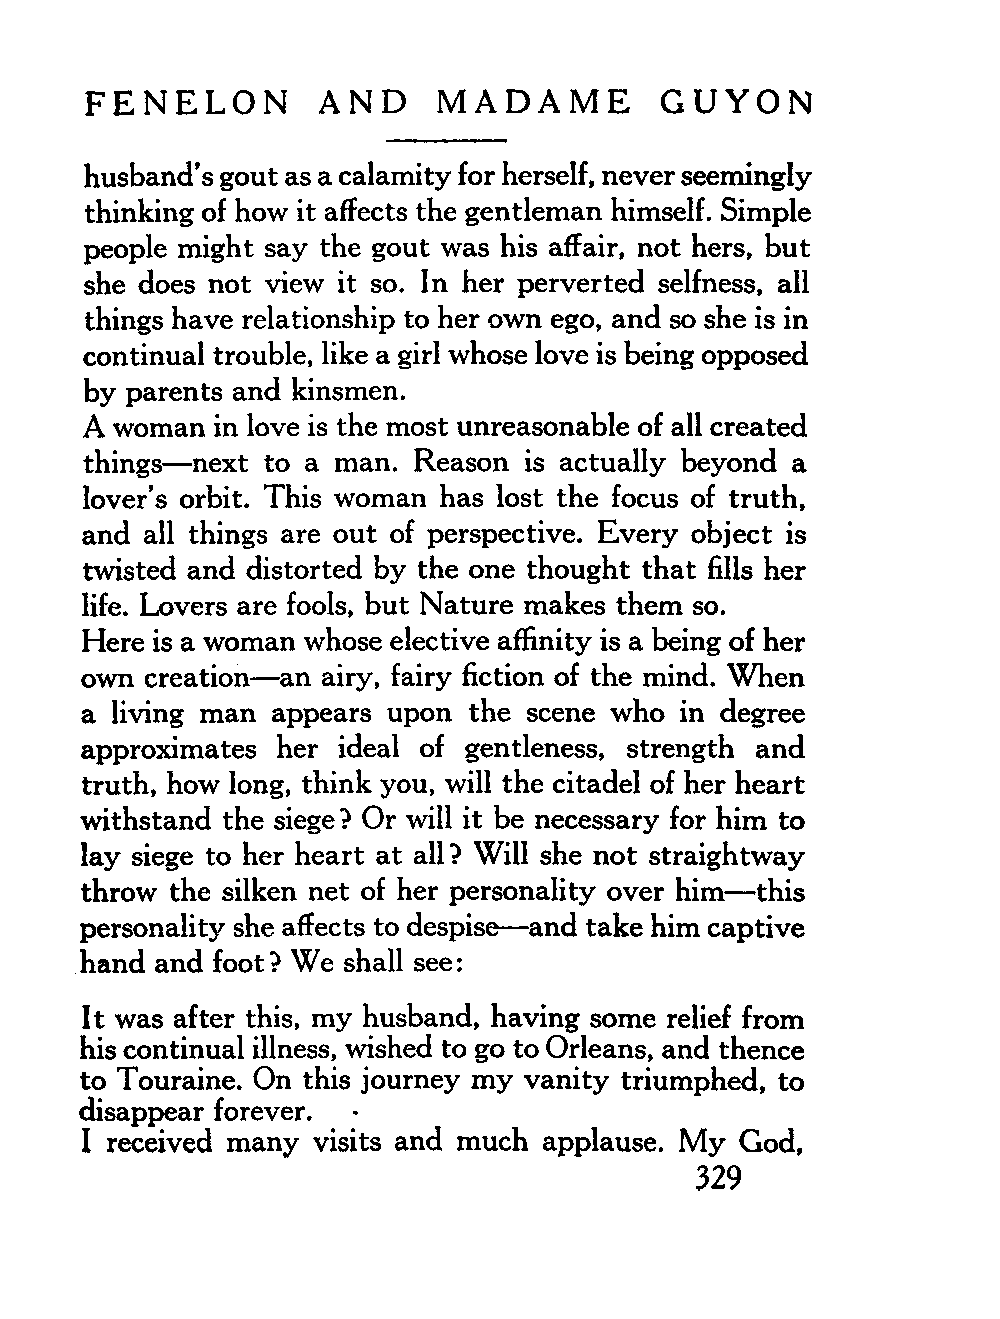 FENELON AND MADAME GUYON
husband's gout as a calamity for herself, never seemingly
thinking of how it affects the gentleman himself. Simple
people might say the gout was his affair, not hers, but
she does not view it so. In her perverted selfness, all
things have relationship to her own ego, and so she is in
continual trouble, like a girl whose love is being opposed
by parents and kinsmen.
A woman in love is the most unreasonable of all created
things—next to a man. Reason is actually beyond a
lover's orbit. This woman has lost the focus of truth,
and all things are out of perspective. Every object is
twisted and distorted by the one thought that fills her
life. Lovers are fools, but Nature makes them so.
Here is a woman whose elective affinity is a being of her
own creation—an airy, fairy fiction of the mind. When
a living man appears upon the scene who in degree
approximates her ideal of gentleness, strength and
truth, how long, think you, will the citadel of her heart
withstand the siege? Or will it be necessary for him to
lay siege to her heart at all? Will she not straightway
throw the silken net of her personality over him—this
personality she affects to despise—and take him captive
hand and foot? We shall see:
It was after this, my husband, having some relief from
his continual illness, wished to go to Orleans, and thence
to Touraine. On this journey my vanity triumphed, to
disappear forever.
I received many visits and much applause. My God,
329